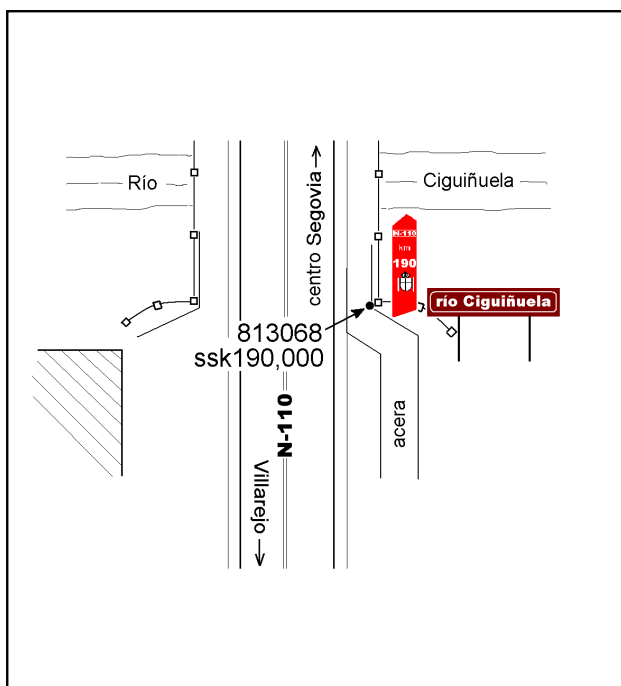 Río
Ciguiñuela
centro Segovia
N-110
km
190
río Ciguiñuela
813068
ssk190,000
N-110
acera
Villarejo